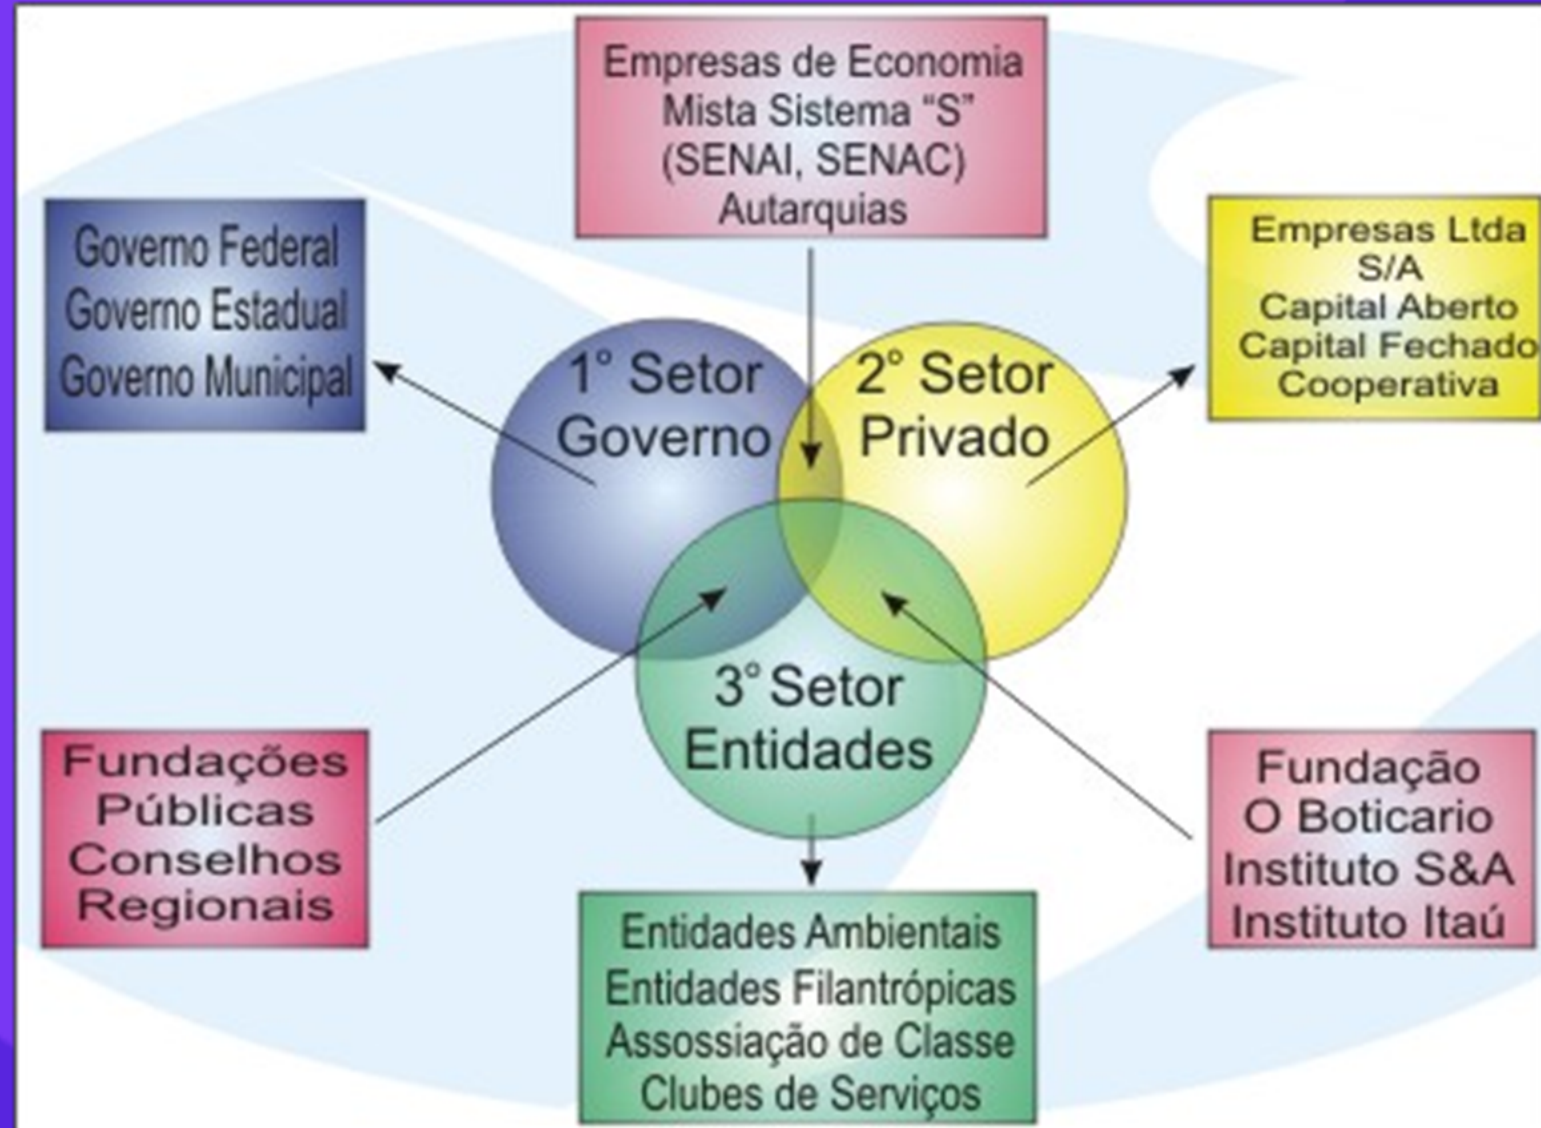 Empresas de Economia
Mista Sistema “S”
(SENAI, SENAC)
Autarquias
Governo Federal
Governo Estadual
Governo Municipal
Empresas Ltda
S/A
Capital Aberto
Capital Fechado
Cooperativa
1° Setor
Governo
2° Setor
Privado
3° Setor
Entidades
Fundações
Públicas
Conselhos
Regionais
Fundação
O Boticario
Instituto S&A
Instituto Itaú
Entidades Ambientais
Entidades Filantrópicas
Assossiação de Classe
Clubes de Serviços